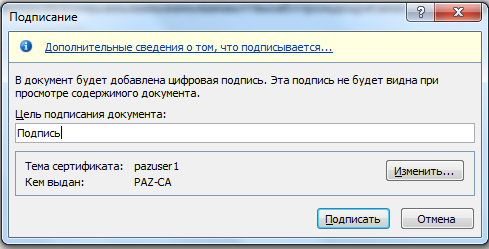 Подписание
Дополнительные сведения о том, что подписывается...
В документ будет добавлена цифровая подпись. Эта подпись не будет видна при
просмотре содержимого документа.
Цель подписания документа:
Подпись
Тема сертификата: pazuser1
Кем выдан: PAZ-CA
Изменить...
Подписать Отмена